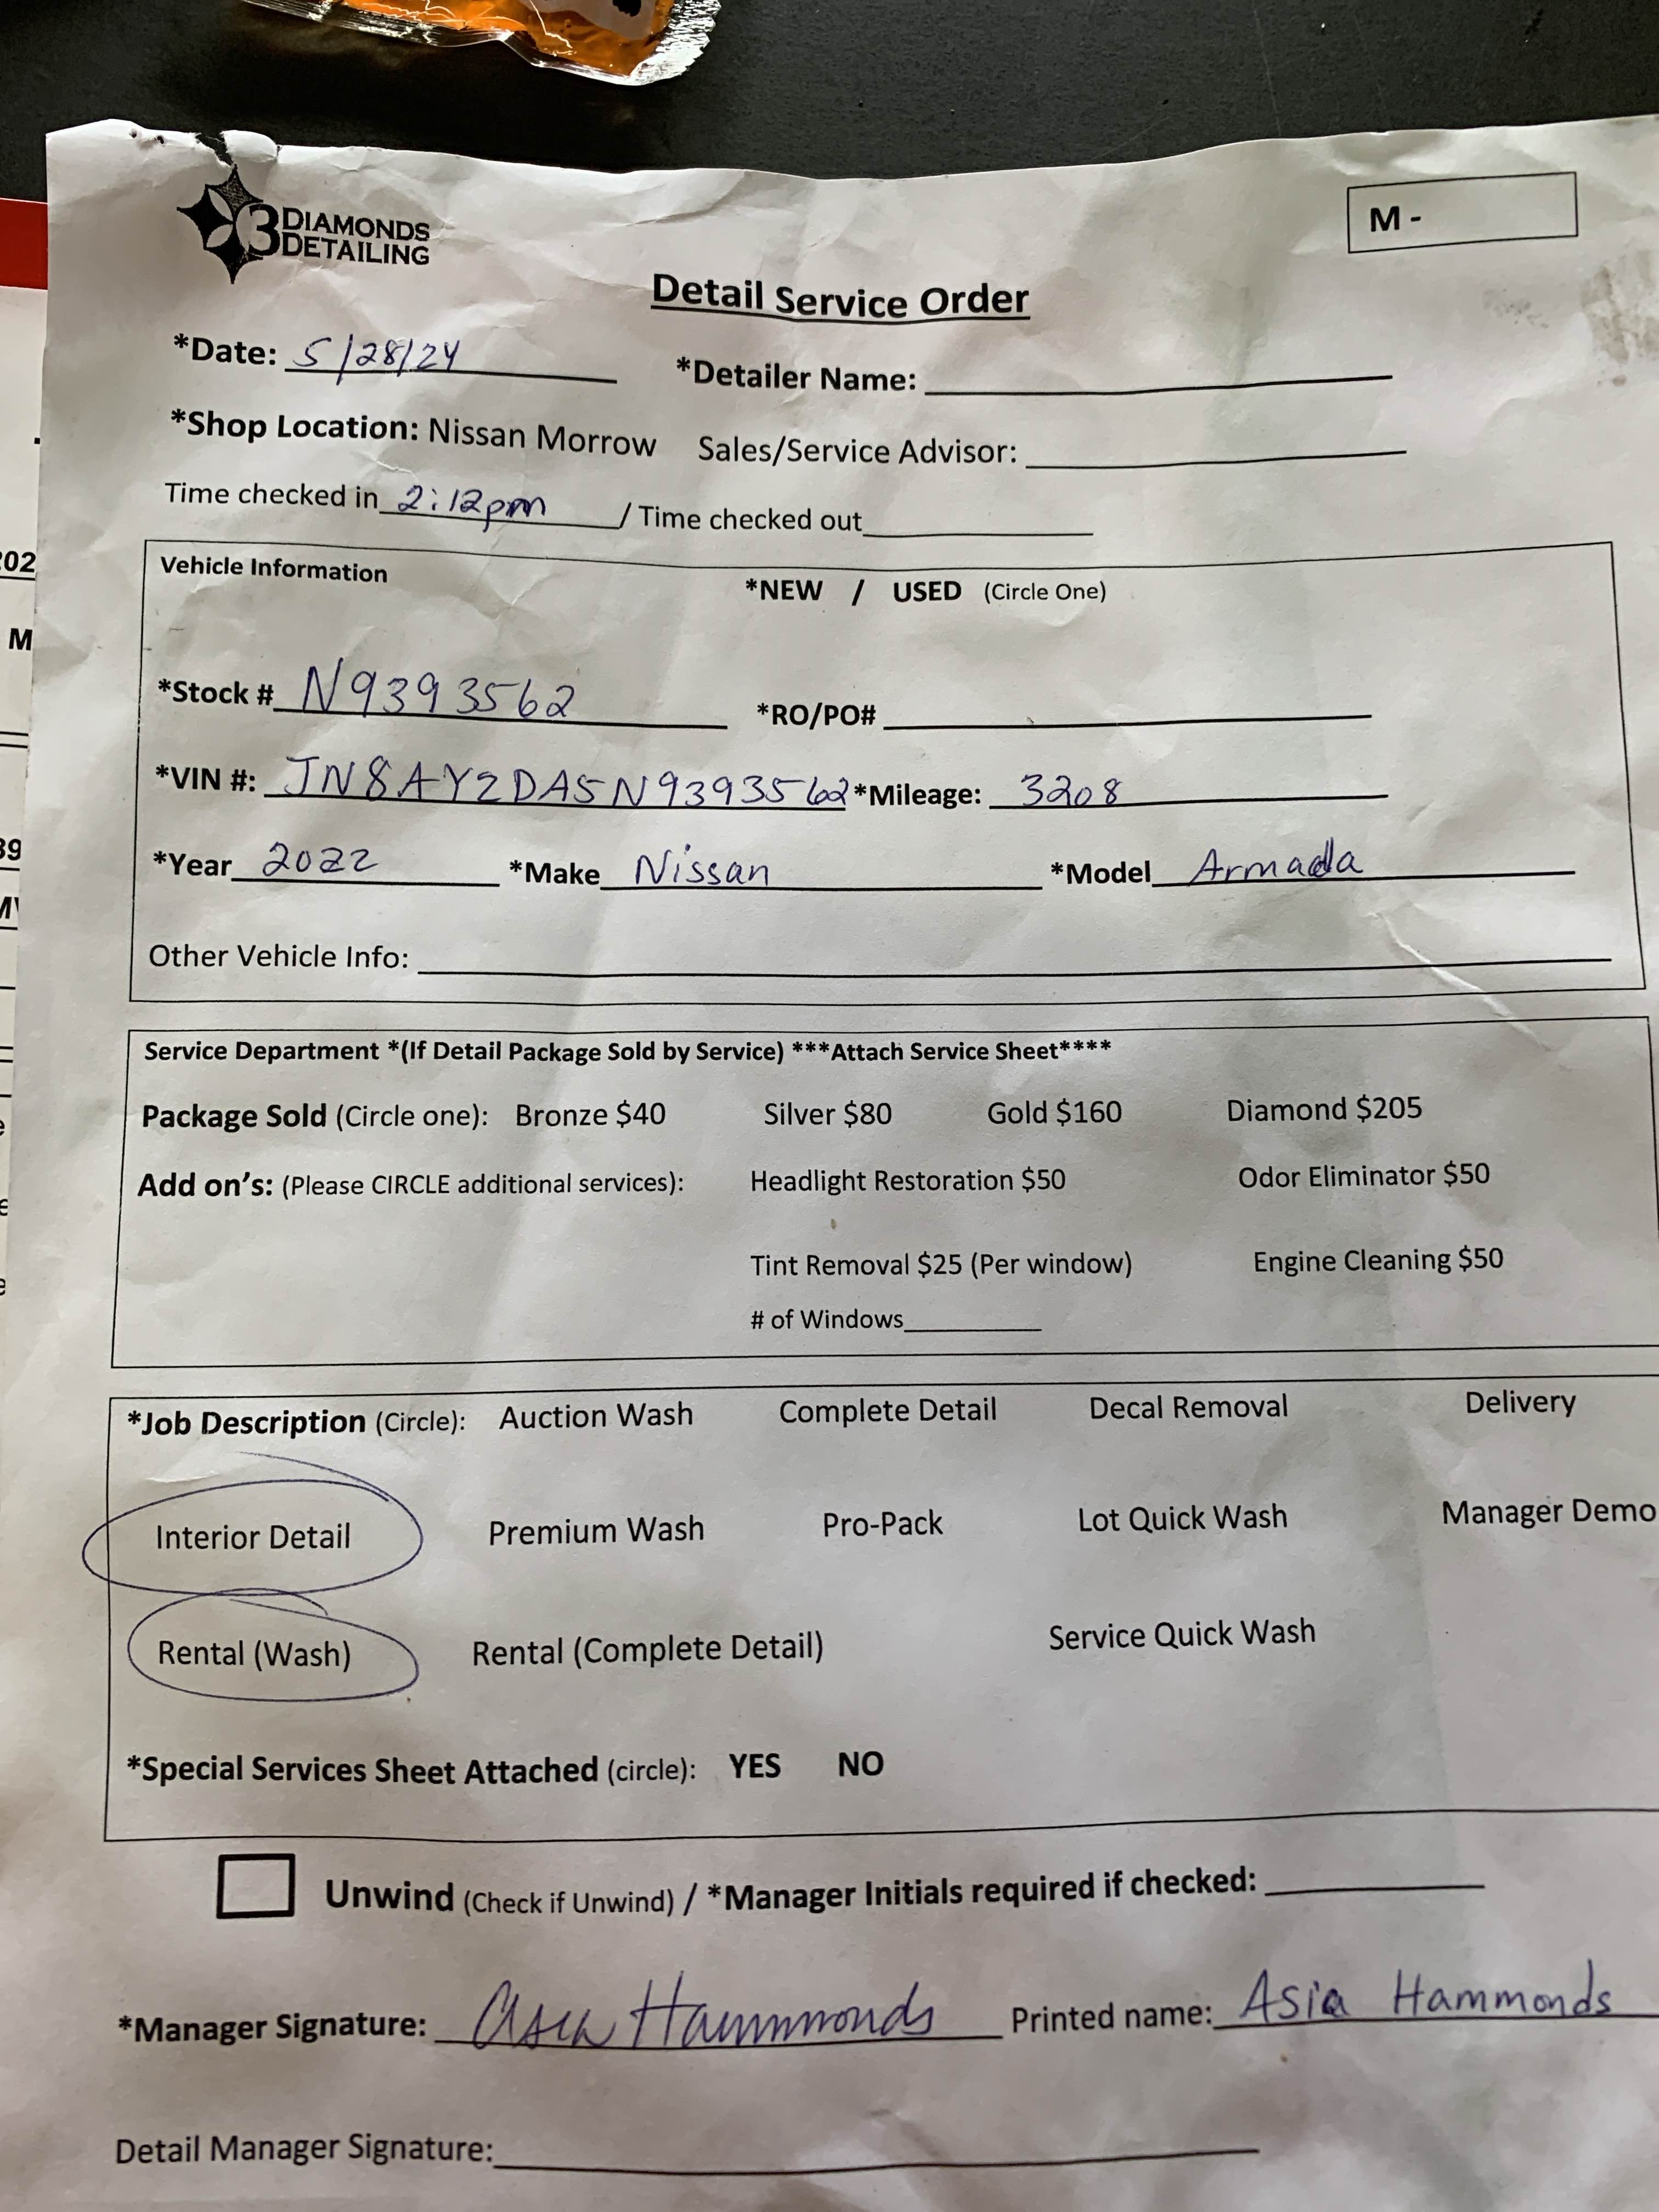 3 DIAMONDS
DETAILING
M -
Detail Service Order
*Date: 5/28/24 *Detailer Name:
*Shop Location: Nissan Morrow Sales/Service Advisor:
Time checked in 2:12pm / Time checked out
Vehicle Information
*NEW / USED (Circle One)
*Stock # N9393562 *RO/PO#
*VIN #: JN8AY2DA5N9393562 *Mileage: 3208
*Year 2022 *Make Nissan *Model Armada
Other Vehicle Info:
Service Department *(If Detail Package Sold by Service) ***Attach Service Sheet****
Package Sold (Circle one): Bronze $40 Silver $80 Gold $160 Diamond $205
Add on's: (Please CIRCLE additional services): Headlight Restoration $50 Odor Eliminator $50
Tint Removal $25 (Per window) Engine Cleaning $50
# of Windows
*Job Description (Circle): Auction Wash Complete Detail Decal Removal Delivery
Interior Detail Premium Wash Pro-Pack Lot Quick Wash Manager Demo
Rental (Wash) Rental (Complete Detail) Service Quick Wash
*Special Services Sheet Attached (circle): YES NO
Unwind (Check if Unwind) / *Manager Initials required if checked:
*Manager Signature: Asia Hammonds Printed name: Asia Hammonds
Detail Manager Signature: